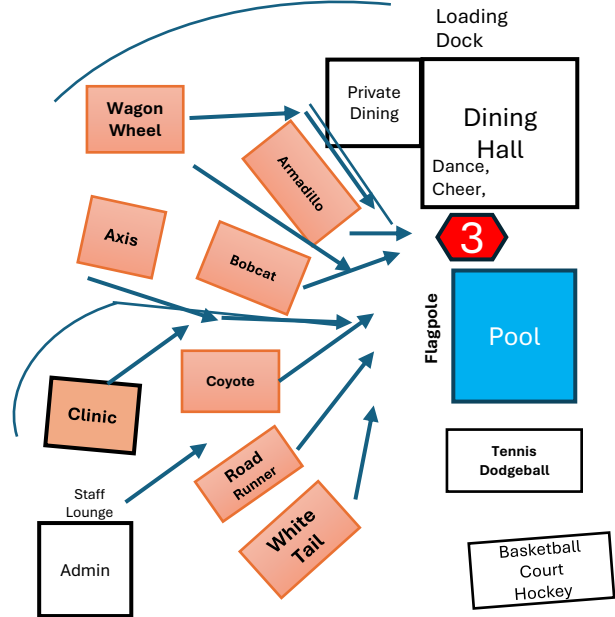 Loading
Dock
Private
Dining
Dining
Hall
Dance,
Cheer,
Wagon
Wheel
Armadillo
Axis
Bobcat
3
Flagpole
Pool
Coyote
Clinic
Road
Runner
White
Tail
Staff
Lounge
Admin
Tennis
Dodgeball
Basketball
Court
Hockey